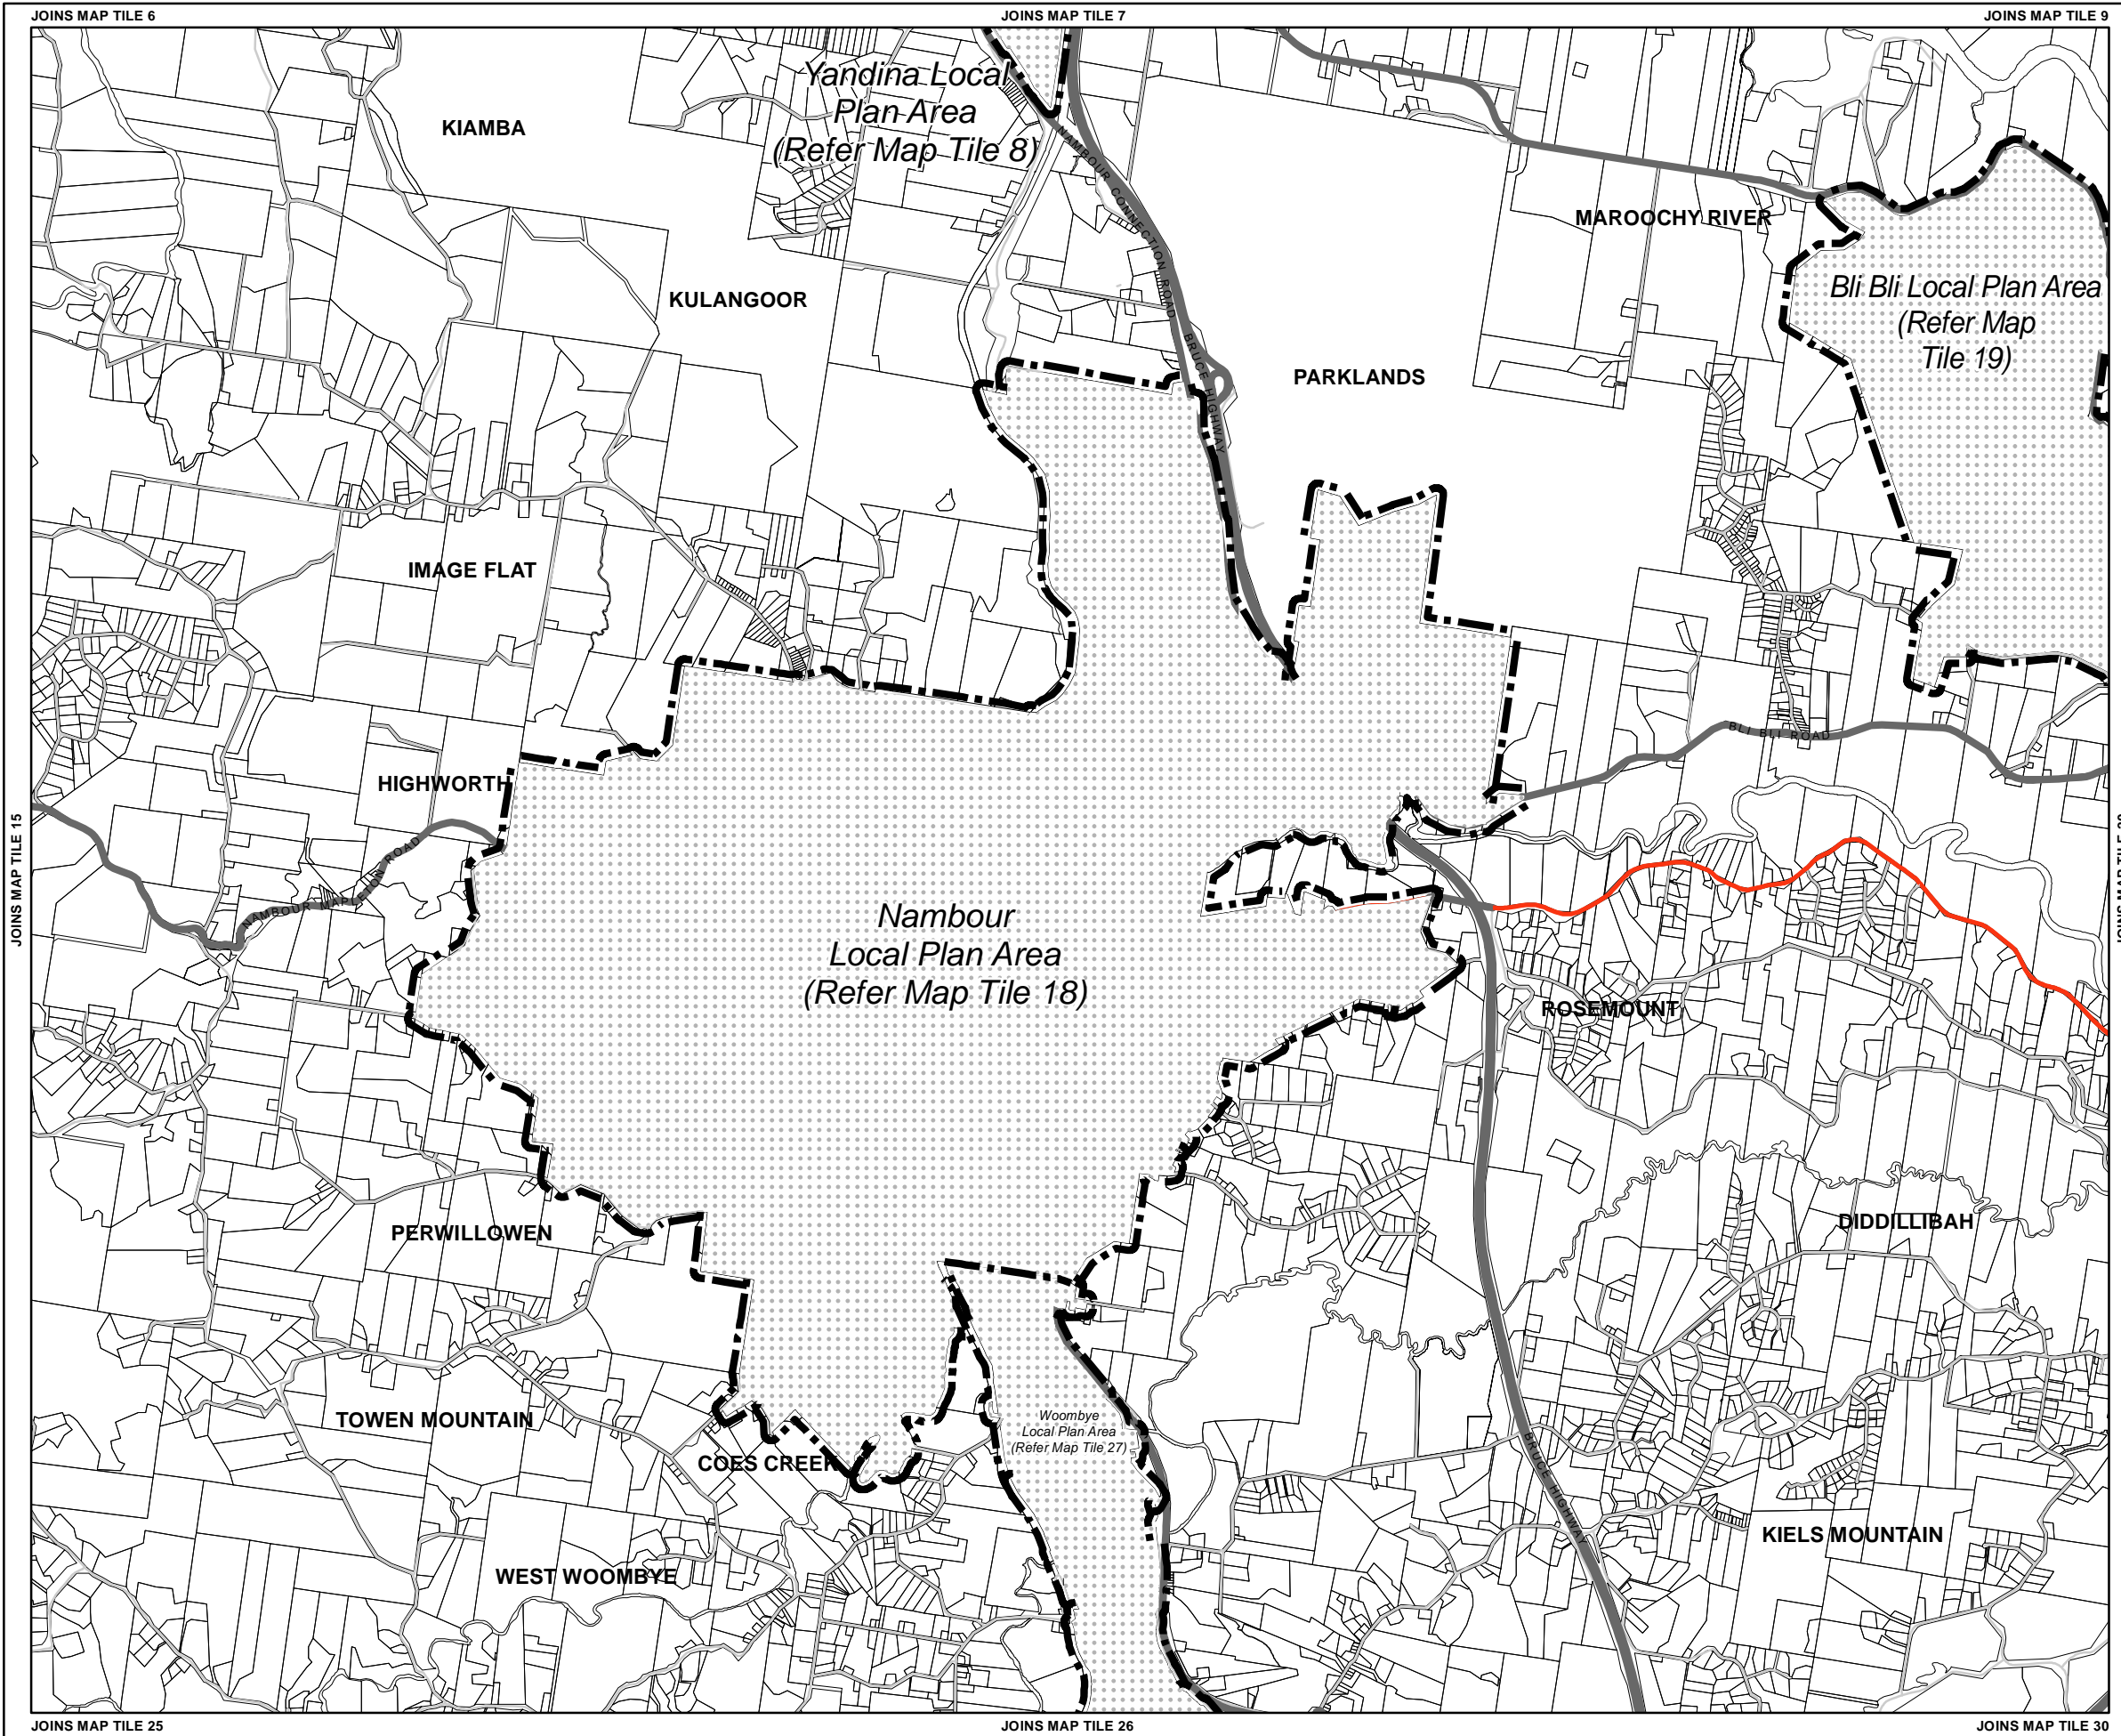 JOINS MAP TILE 6
JOINS MAP TILE 7
JOINS MAP TILE 9
Yandina Local
Plan Area
(Refer Map Tile 8)
KIAMBA
NAMBOUR CONNECTION ROAD
MAROOCHY RIVER
Bli Bli Local Plan Area
(Refer Map
Tile 19)
KULANGOOR
BRUCE HIGHWAY
PARKLANDS
IMAGE FLAT
BLI BLI ROAD
HIGHWORTH
JOINS MAP TILE 15
NAMBOUR MAPLETON ROAD
Nambour
Local Plan Area
(Refer Map Tile 18)
ROSEMOUNT
PERWILLOWEN
DIDDILLIBAH
TOWEN MOUNTAIN
Woombye
Local Plan Area
(Refer Map Tile 27)
COES CREEK
BRUCE HIGHWAY
KIELS MOUNTAIN
WEST WOOMBYE
JOINS MAP TILE 25
JOINS MAP TILE 26
JOINS MAP TILE 30